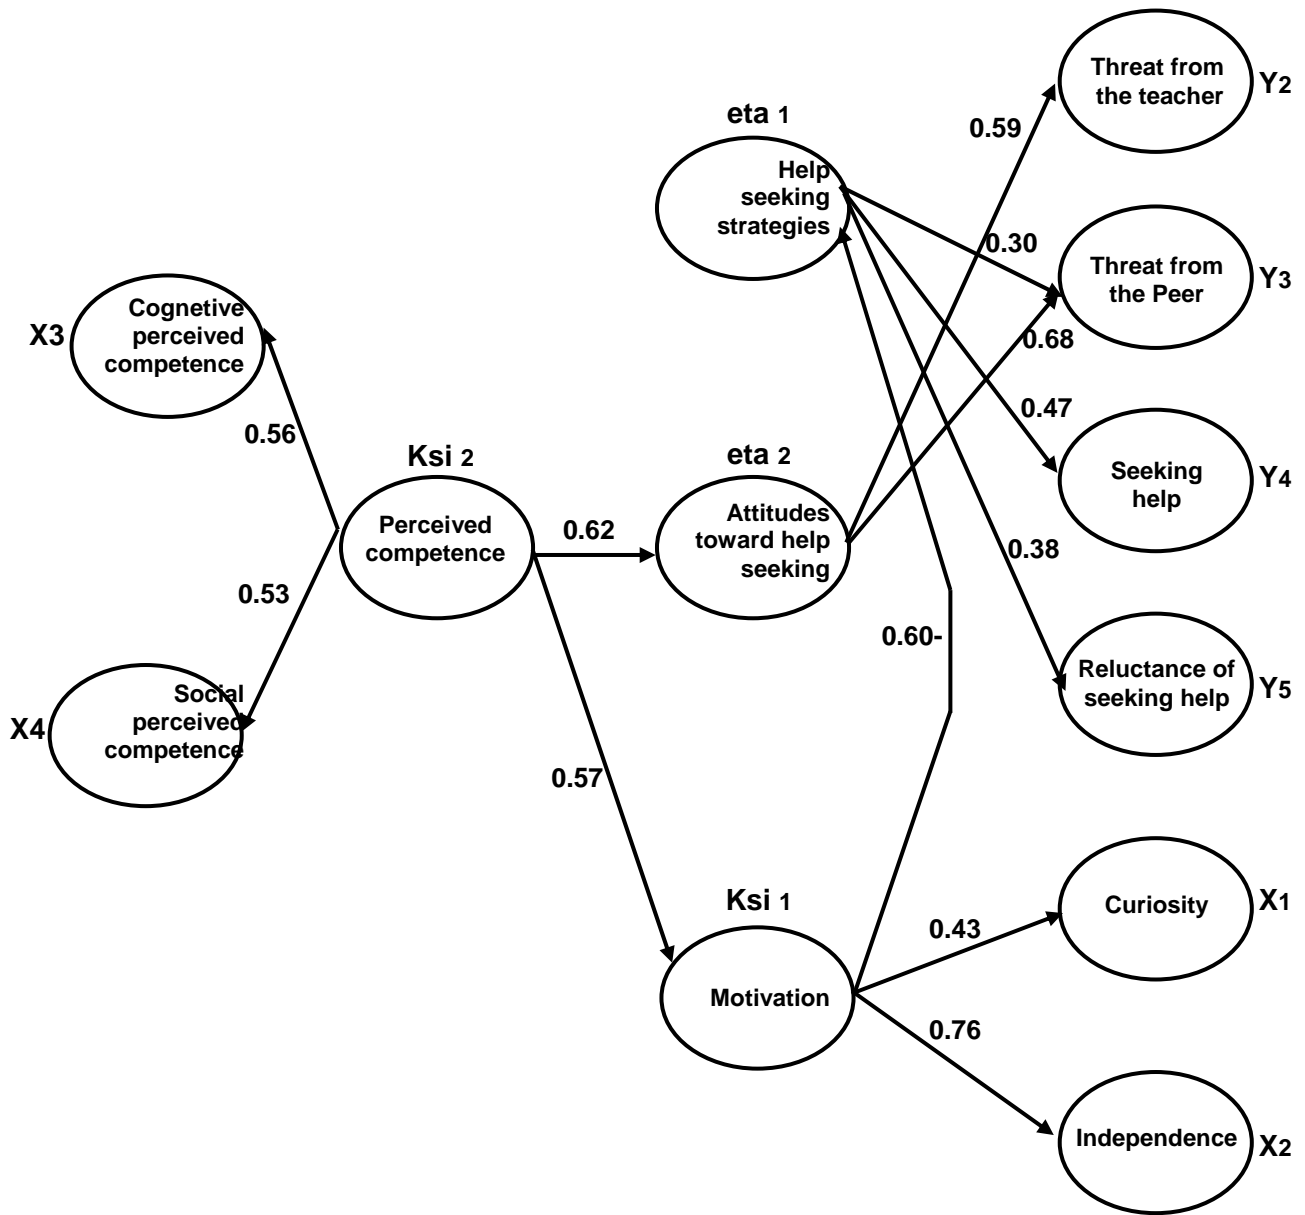 Threat from
the teacher
Y2
eta 1
0.59
Help
seeking
strategies
0.30
Threat from
the Peer
Y3
X3
Cognetive
perceived
competence
0.68
0.56
0.47
Ksi 2
eta 2
Seeking
help
Y4
Perceived
competence
0.62
Attitudes
toward help
seeking
0.38
0.53
0.60-
X4
Social
perceived
competence
Reluctance of
seeking help
Y5
0.57
Ksi 1
Curiosity
X1
0.43
Motivation
0.76
Independence
X2